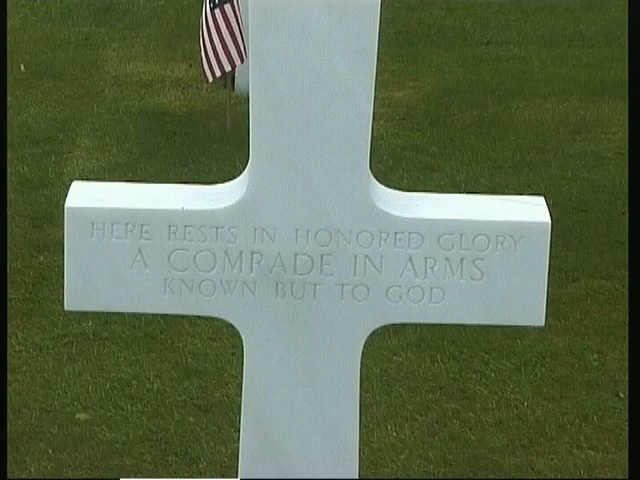 HERE RESTS IN HONORED GLORY
A COMRADE IN ARMS
KNOWN BUT TO GOD